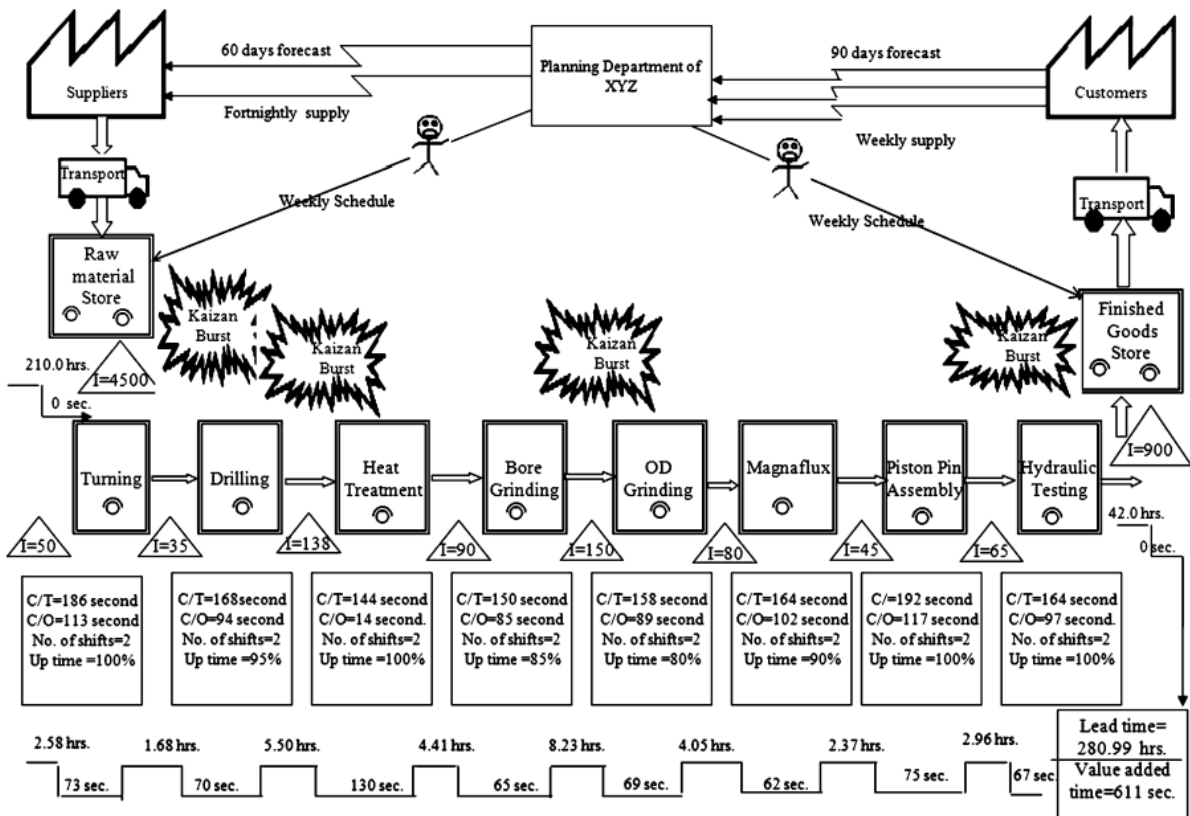 60 days forecast
Planning Department of
XYZ
90 days forecast
Suppliers
Customers
Fortnightly supply
Weekly supply
Transport
Transport
Weekly Schedule
Weekly Schedule
Raw
material
Store
Finished
Goods
Store
Kaizan
Burst
Kaizan
Burst
Kaizan
Burst
Kaizan
Burst
210.0 hrs.
I=4500
0 sec.
I=900
Turning
Drilling
Heat
Treatment
Bore
Grinding
OD
Grinding
Magnaflux
Piston Pin
Assembly
Hydraulic
Testing
42.0 hrs.
0 sec.
I=50
I=35
I=138
I=90
I=150
I=80
I=45
I=65
C/T=186 second
C/O=113 second
No. of shifts=2
Up time =100%
C/T=168second
C/O=94 second
No. of shifts=2
Up time =95%
C/T=144 second
C/O=14 second.
No. of shifts=2
Up time =100%
C/T=150 second
C/O=85 second
No. of shifts=2
Up time =85%
C/T=158 second
C/O=89 second
No. of shifts=2
Up time =80%
C/T=164 second
C/O=102 second
No. of shifts=2
Up time =90%
C/=192 second
C/O=117 second
No. of shifts=2
Up time =100%
C/T=164 second
C/O=97 second
No. of shifts=2
Up time =100%
2.58 hrs.
1.68 hrs.
5.50 hrs.
4.41 hrs.
8.23 hrs.
4.05 hrs.
2.37 hrs.
2.96 hrs.
73 sec.
70 sec.
130 sec.
65 sec.
69 sec.
62 sec.
75 sec.
67 sec.
Lead time=
280.99 hrs.
Value added
time=611 sec.